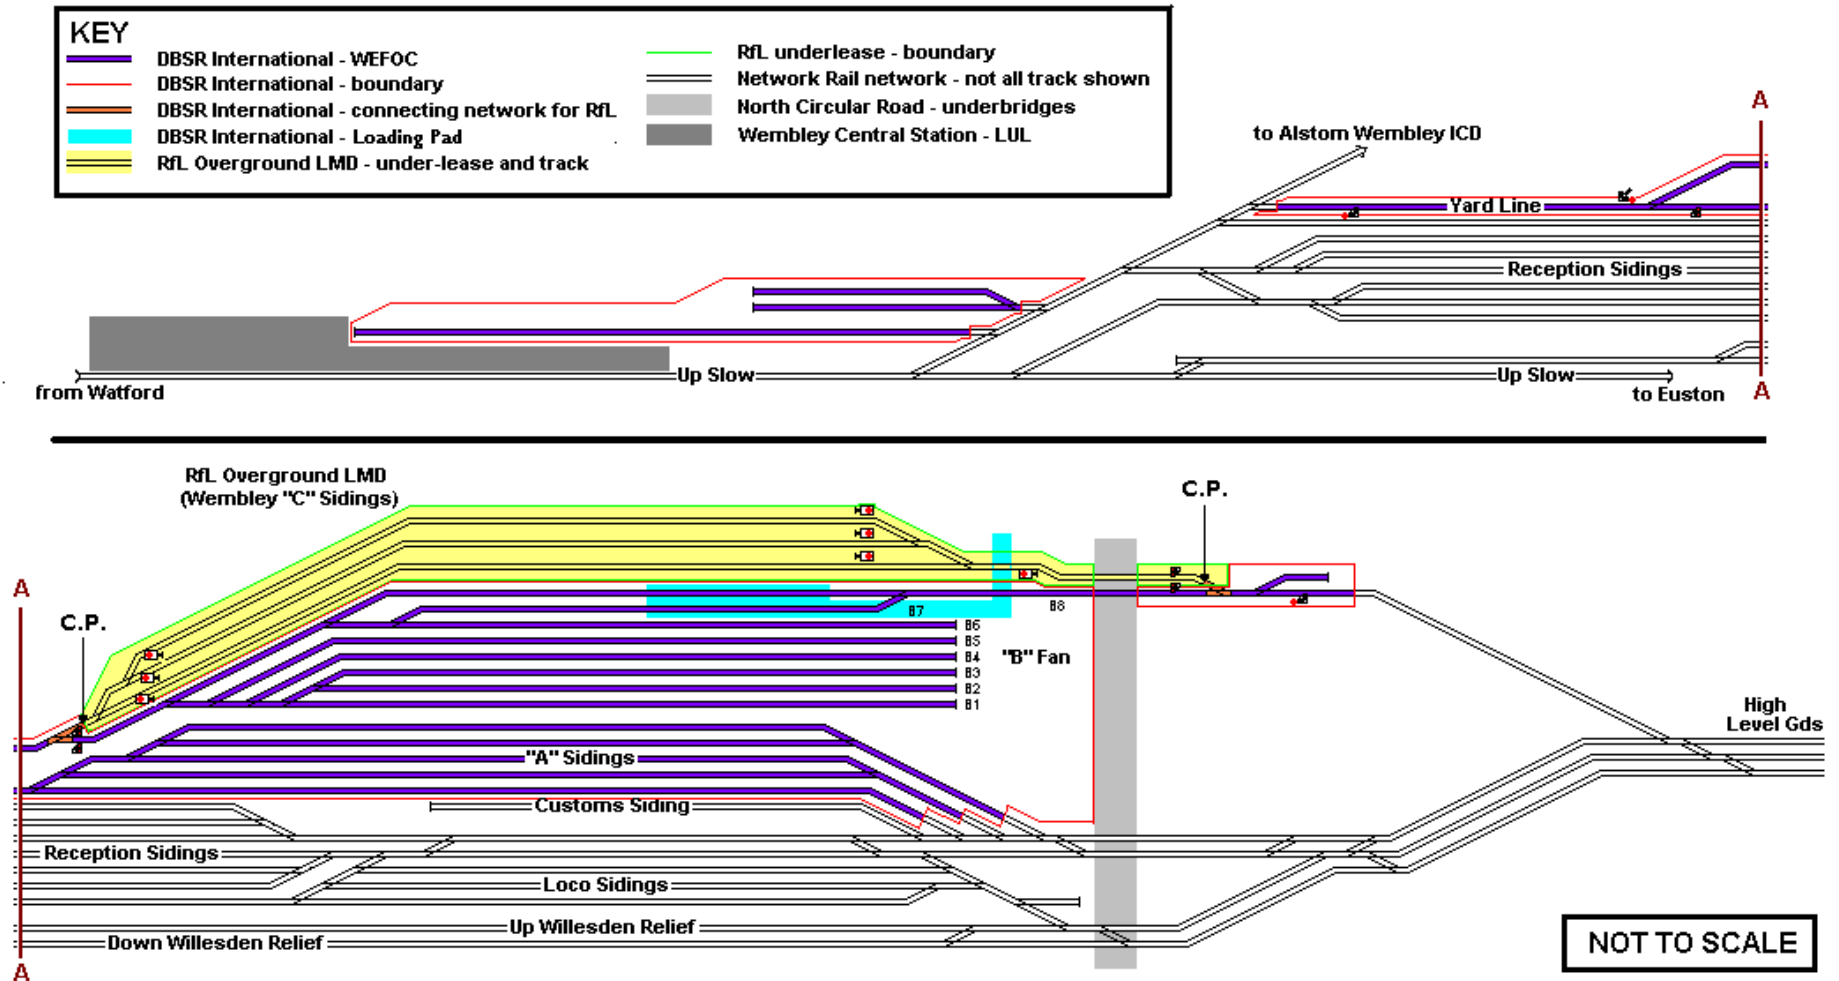 KEY
DBSR International - WEFOC
DBSR International - boundary
DBSR International - connecting network for RfL
DBSR International - Loading Pad
RfL Overground LMD - under-lease and track
RfL underlease - boundary
Network Rail network - not all track shown
North Circular Road - underbridges
Wembley Central Station - LUL
A
to Alstom Wembley ICD
Yard Line
Reception Sidings
Up Slow
Up Slow
from Watford
to Euston
A
RfL Overground LMD
(Wembley "C" Sidings)
C.P.
A
C.P.
B7
B8
B6
B5
B4
"B" Fan
B3
B2
B1
High
Level Gds
"A" Sidings
Customs Siding
Reception Sidings
Loco Sidings
Up Willesden Relief
Down Willesden Relief
NOT TO SCALE
A